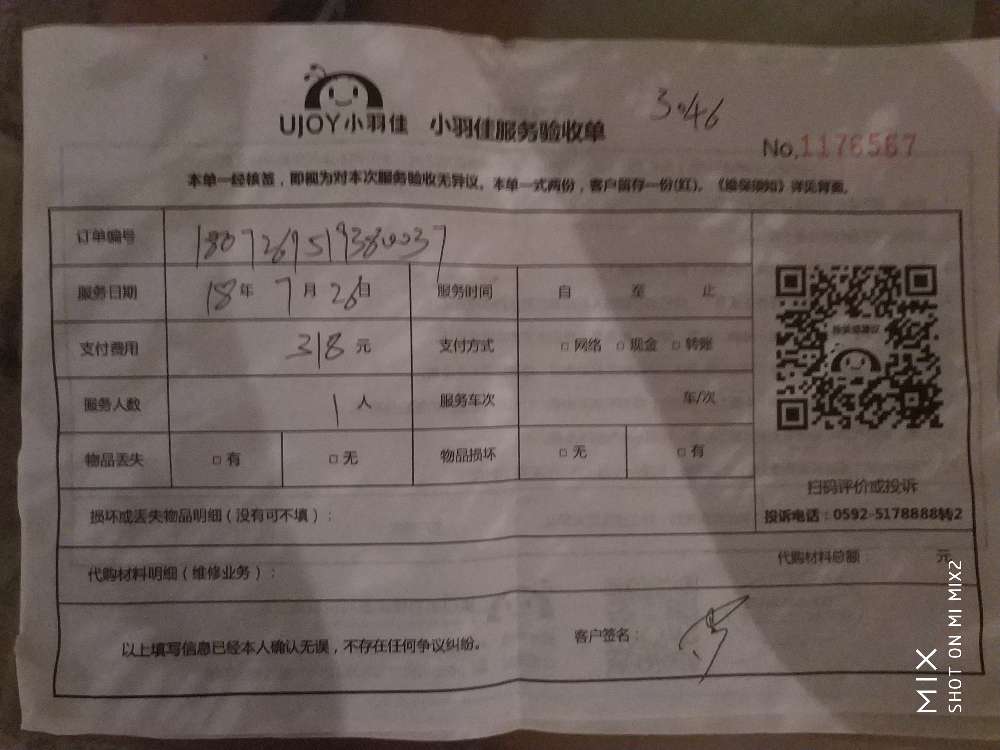 UJOY小羽佳 小羽佳服务验收单 3046
No.1176567
本单一经核签，即视为对本次服务验收无异议。本单一式两份，客户留存一份(红)。《维保须知》详见背面。
订单编号 1807269519380037
服务日期 18年 7月 26日 服务时间 自 至 止
支付费用 318元 支付方式 □网络 □现金 □转账
服务人数 1人 服务车次 车/次
物品丢失 □有 □无 物品损坏 □无 □有
扫码评价或投诉
投诉电话：0592-5178888转2
损坏或丢失物品明细（没有可不填）：
代购材料明细（维修业务）： 代购材料总额： 元
以上填写信息已经本人确认无误，不存在任何争议纠纷。 客户签名：
MIX
SHOT ON MI MIX2